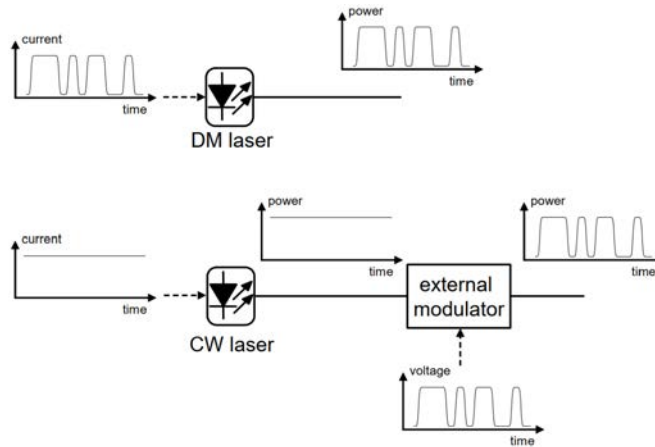 current
time
DM laser
power
time
current
time
CW laser
power
time
external
modulator
voltage
time
power
time